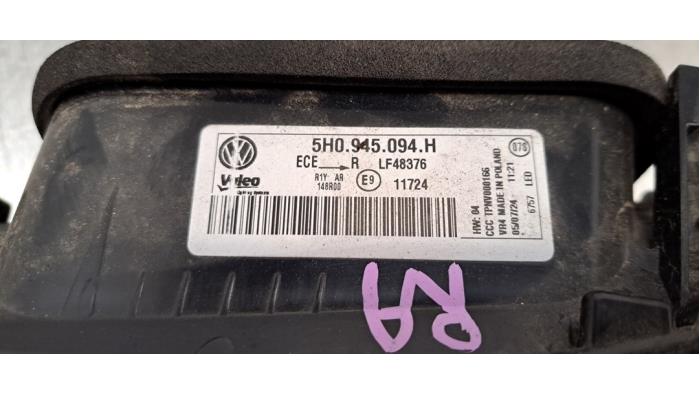 5H0.945.094.H
ECE R LF48376
Valeo
R1Y AR
148R00
E9
11724
07S
HW: 04
CCC TPNV000166
VR4 MADE IN POLAND
05/07/24 11:21
6757 LED
RA